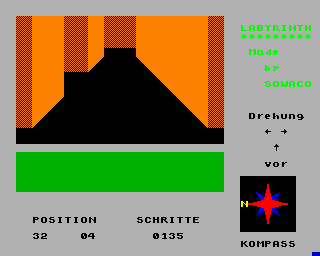 LABYRINTH
*********
Made
by
SOWACO
Drehung
← →
↑
vor
N
POSITION SCHRITTE
32 04 0135
KOMPASS